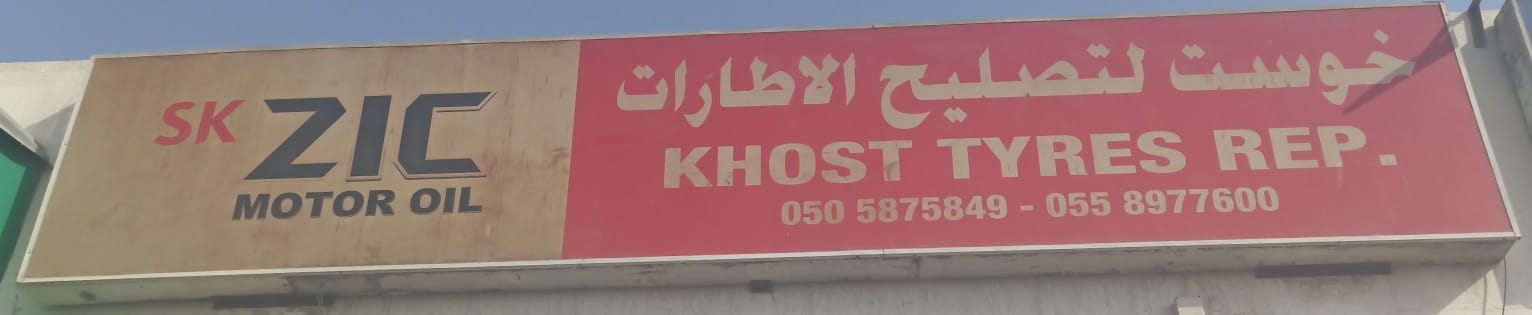 SK ZIC
MOTOR OIL
خوست لتصليح الاطارات
KHOST TYRES REP.
050 5875849 - 055 8977600